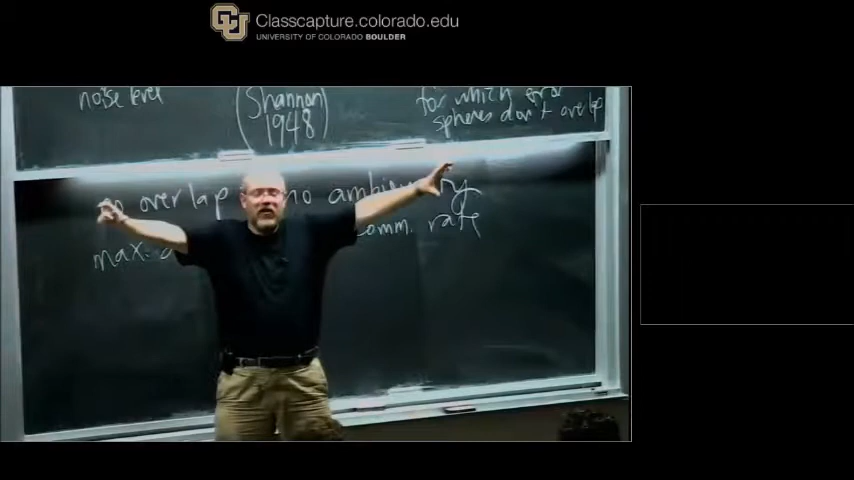 Classcapture.colorado.edu
UNIVERSITY OF COLORADO BOULDER
noise level
(Shannon
1948)
for which error
spheres don't overlap
overlap no ambiguity
max. comm. rate